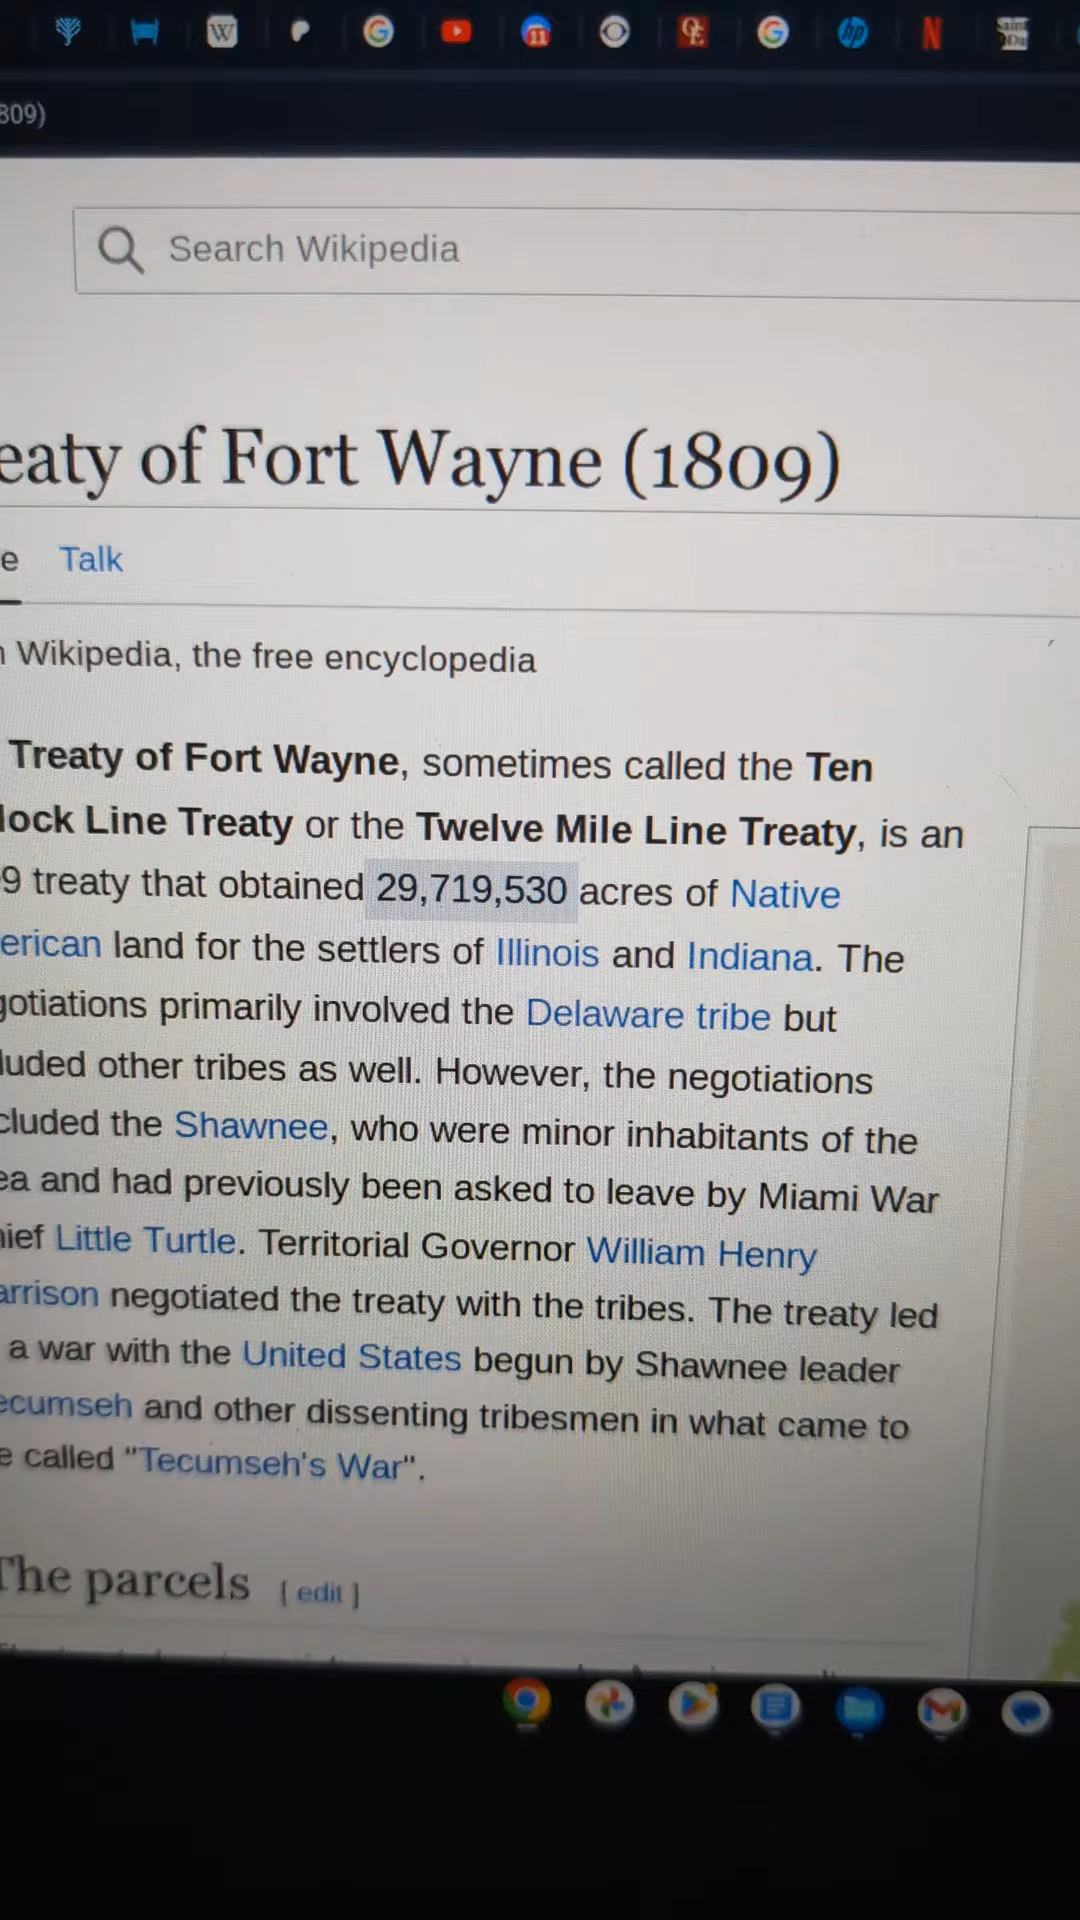 809)
Search Wikipedia
eaty of Fort Wayne (1809)
e Talk
Wikipedia, the free encyclopedia
Treaty of Fort Wayne, sometimes called the Ten
lock Line Treaty or the Twelve Mile Line Treaty, is an
9 treaty that obtained 29,719,530 acres of Native
erican land for the settlers of Illinois and Indiana. The
gotiations primarily involved the Delaware tribe but
luded other tribes as well. However, the negotiations
cluded the Shawnee, who were minor inhabitants of the
ea and had previously been asked to leave by Miami War
hief Little Turtle. Territorial Governor William Henry
arrison negotiated the treaty with the tribes. The treaty led
a war with the United States begun by Shawnee leader
ecumseh and other dissenting tribesmen in what came to
e called "Tecumseh's War".
The parcels [ edit ]